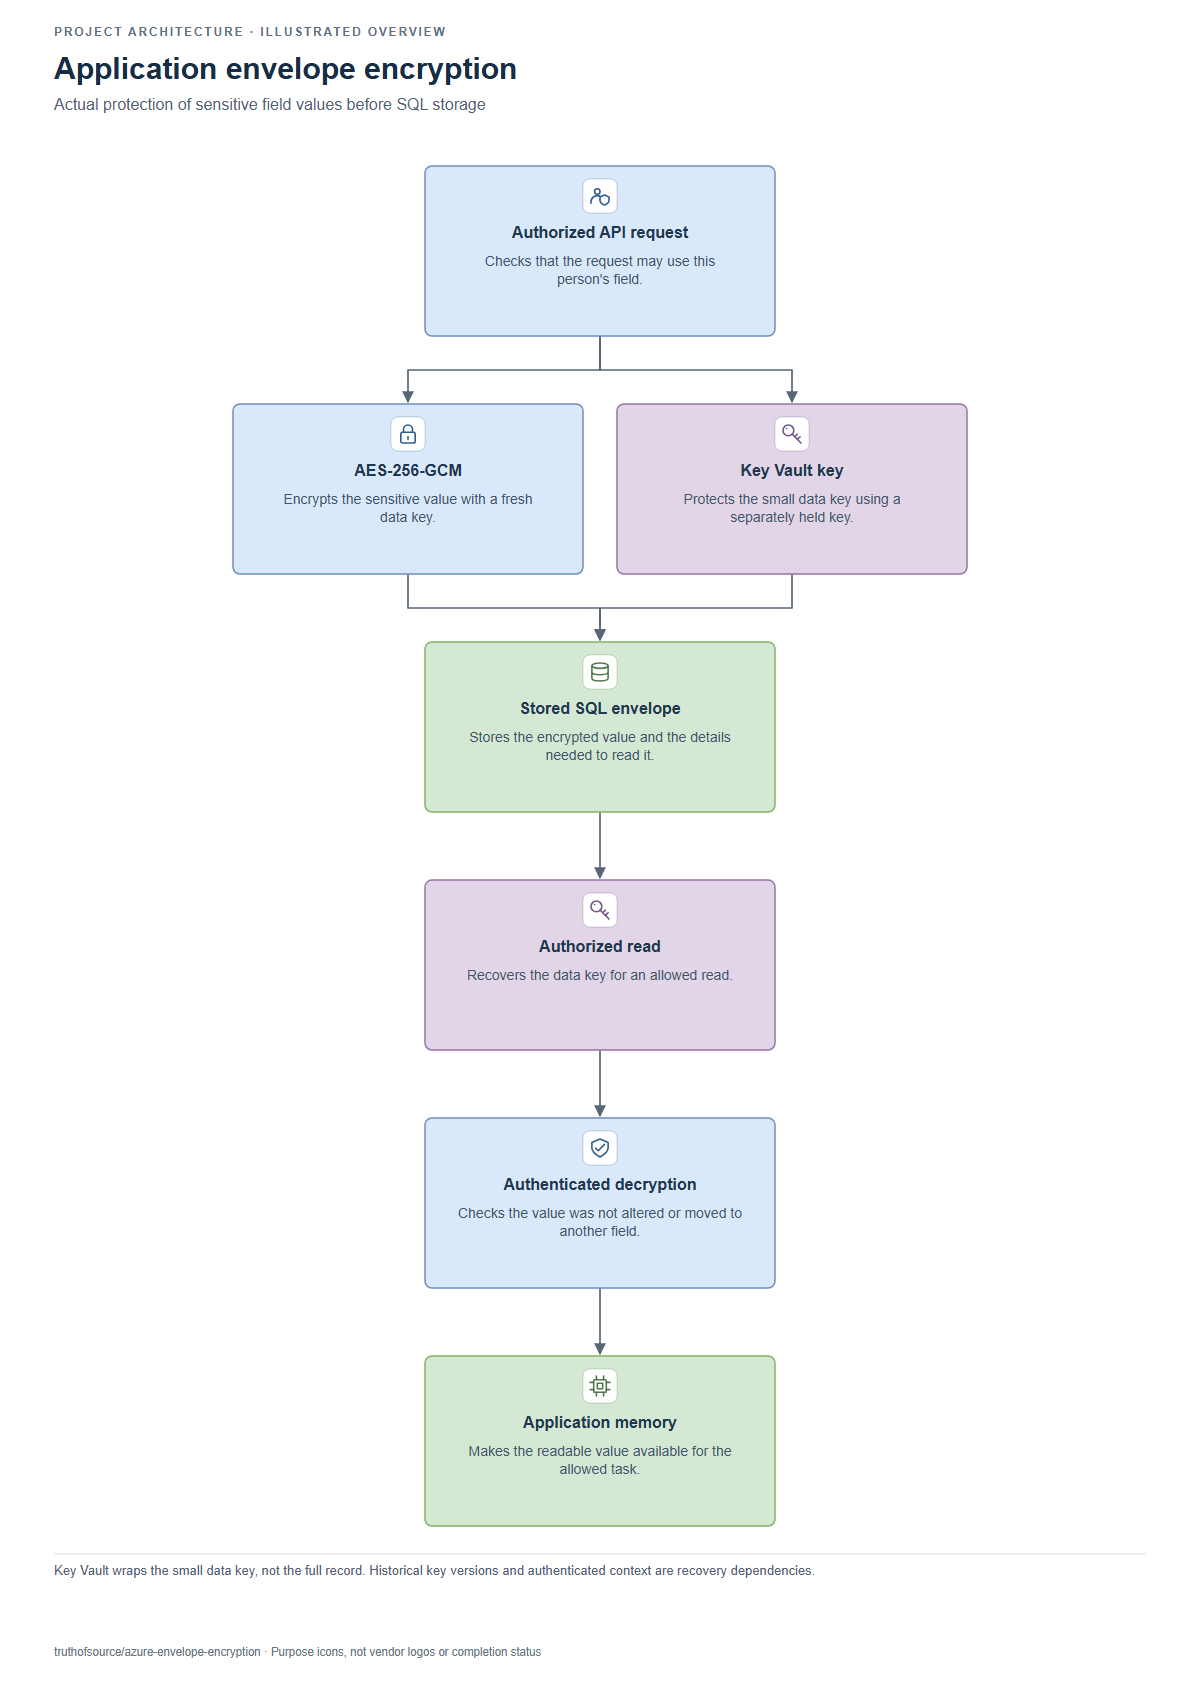 PROJECT ARCHITECTURE · ILLUSTRATED OVERVIEW
Application envelope encryption
Actual protection of sensitive field values before SQL storage
Authorized API request
Checks that the request may use this
person's field.
AES-256-GCM
Encrypts the sensitive value with a fresh
data key.
Key Vault key
Protects the small data key using a
separately held key.
Stored SQL envelope
Stores the encrypted value and the details
needed to read it.
Authorized read
Recovers the data key for an allowed read.
Authenticated decryption
Checks the value was not altered or moved to
another field.
Application memory
Makes the readable value available for the
allowed task.
Key Vault wraps the small data key, not the full record. Historical key versions and authenticated context are recovery dependencies.
truthofsource/azure-envelope-encryption · Purpose icons, not vendor logos or completion status